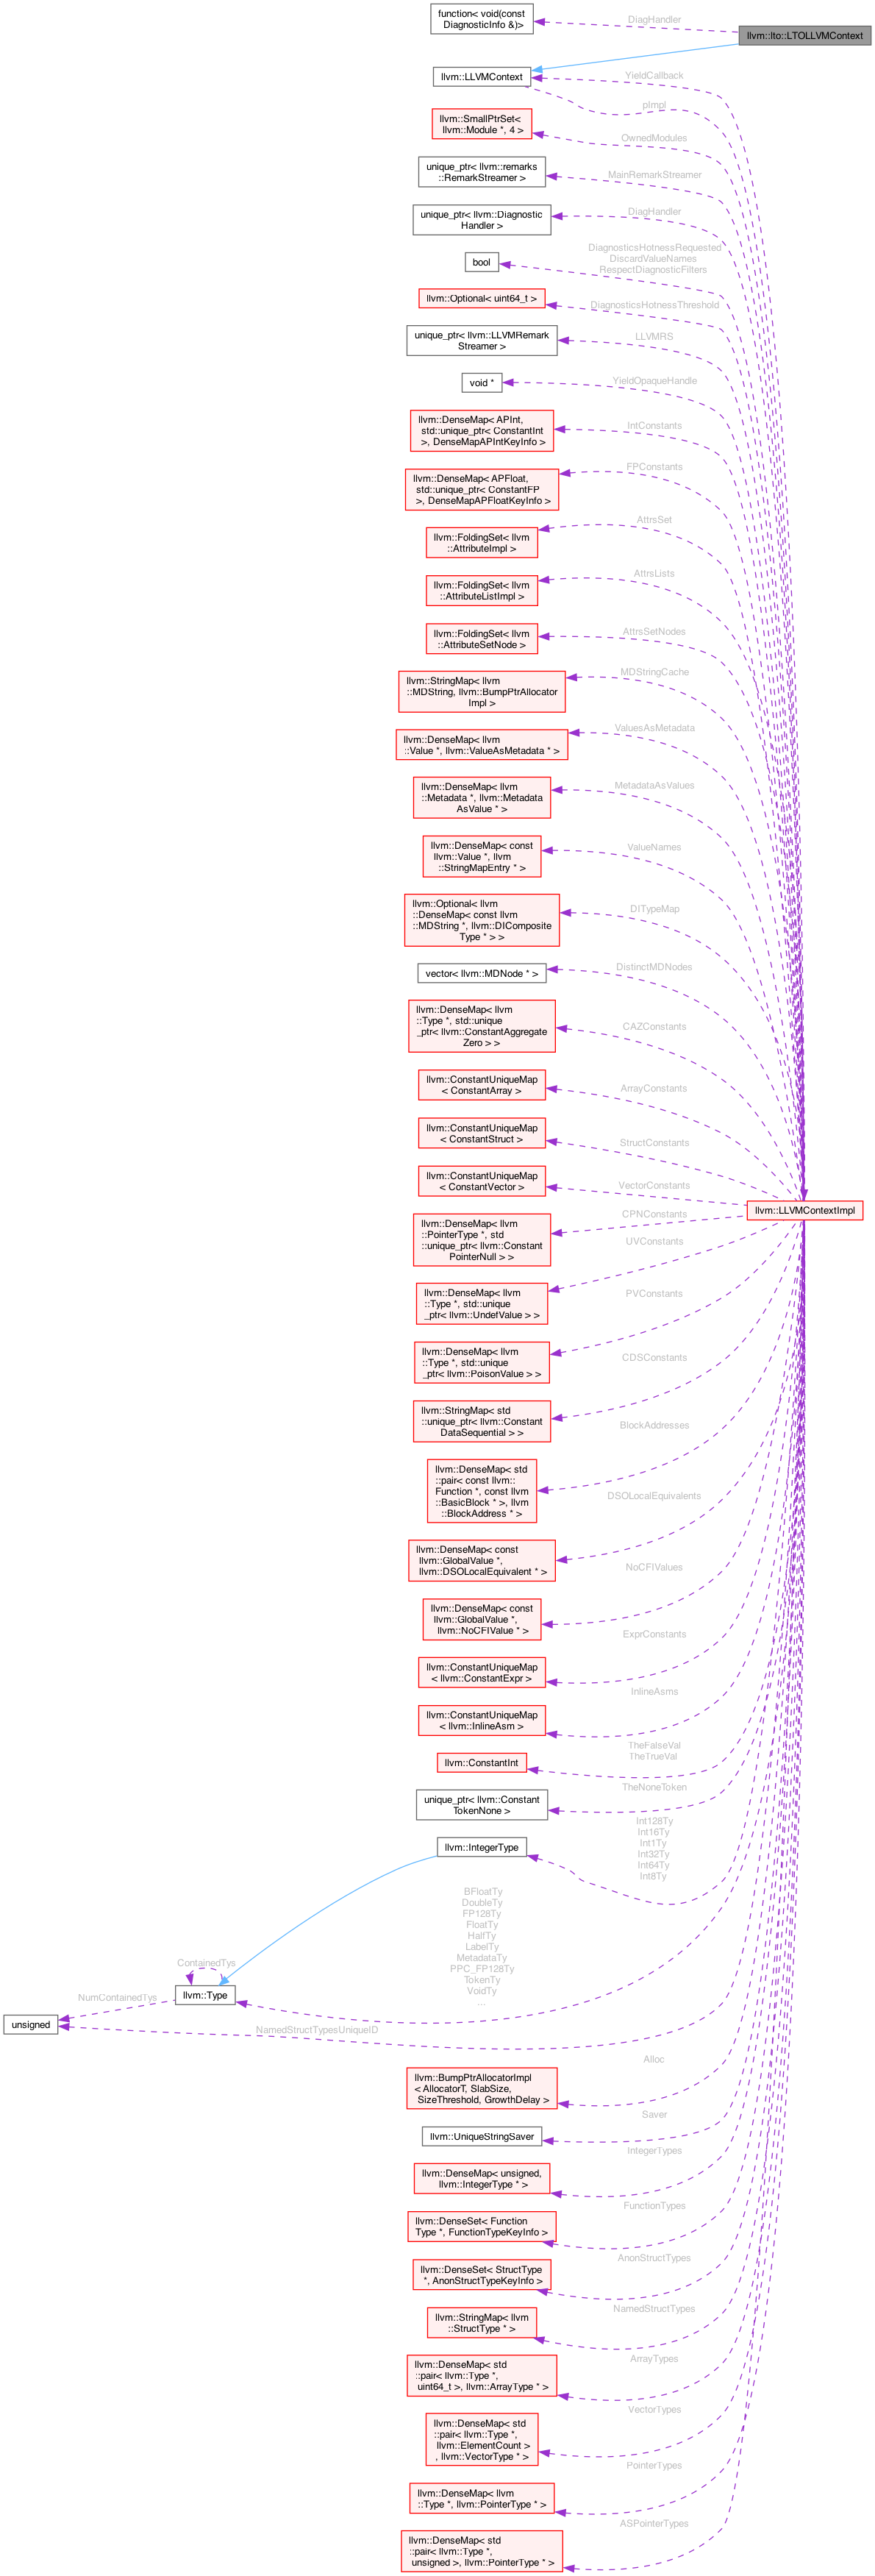 function< void(const
DiagnosticInfo &)>
DiagHandler
llvm::lto::LTOLLVMContext
llvm::LLVMContext
YieldCallback
pImpl
llvm::SmallPtrSet<
llvm::Module *, 4 >
OwnedModules
unique_ptr< llvm::remarks
::RemarkStreamer >
MainRemarkStreamer
unique_ptr< llvm::Diagnostic
Handler >
DiagHandler
bool
DiagnosticsHotnessRequested
DiscardValueNames
RespectDiagnosticFilters
llvm::Optional< uint64_t >
DiagnosticsHotnessThreshold
unique_ptr< llvm::LLVMRemark
Streamer >
LLVMRS
void *
YieldOpaqueHandle
llvm::DenseMap< APInt,
std::unique_ptr< ConstantInt
>, DenseMapAPIntKeyInfo >
IntConstants
llvm::DenseMap< APFloat,
std::unique_ptr< ConstantFP
>, DenseMapAPFloatKeyInfo >
FPConstants
llvm::FoldingSet< llvm
::AttributeImpl >
AttrsSet
llvm::FoldingSet< llvm
::AttributeListImpl >
AttrsLists
llvm::FoldingSet< llvm
::AttributeSetNode >
AttrsSetNodes
llvm::StringMap< llvm
::MDString, llvm::BumpPtrAllocator
Impl >
MDStringCache
llvm::DenseMap< llvm
::Value *, llvm::ValueAsMetadata * >
ValuesAsMetadata
llvm::DenseMap< llvm
::Metadata *, llvm::Metadata
AsValue * >
MetadataAsValues
llvm::DenseMap< const
llvm::Value *, llvm
::StringMapEntry * >
ValueNames
llvm::Optional< llvm
::DenseMap< const llvm
::MDString *, llvm::DIComposite
Type * > >
DITypeMap
vector< llvm::MDNode * >
DistinctMDNodes
llvm::DenseMap< llvm
::Type *, std::unique
_ptr< llvm::ConstantAggregate
Zero > >
CAZConstants
llvm::ConstantUniqueMap
< ConstantArray >
ArrayConstants
llvm::ConstantUniqueMap
< ConstantStruct >
StructConstants
llvm::ConstantUniqueMap
< ConstantVector >
VectorConstants
llvm::LLVMContextImpl
llvm::DenseMap< llvm
::PointerType *, std
::unique_ptr< llvm::Constant
PointerNull > >
CPNConstants
UVConstants
llvm::DenseMap< llvm
::Type *, std::unique
_ptr< llvm::UndefValue > >
PVConstants
llvm::DenseMap< llvm
::Type *, std::unique
_ptr< llvm::PoisonValue > >
CDSConstants
llvm::StringMap< std
::unique_ptr< llvm::Constant
DataSequential > >
BlockAddresses
llvm::DenseMap< std
::pair< const llvm::
Function *, const llvm
::BasicBlock * >, llvm
::BlockAddress * >
DSOLocalEquivalents
llvm::DenseMap< const
llvm::GlobalValue *,
llvm::DSOLocalEquivalent * >
NoCFIValues
llvm::DenseMap< const
llvm::GlobalValue *,
llvm::NoCFIValue * >
ExprConstants
llvm::ConstantUniqueMap
< llvm::ConstantExpr >
InlineAsms
llvm::ConstantUniqueMap
< llvm::InlineAsm >
TheFalseVal
TheTrueVal
llvm::ConstantInt
TheNoneToken
unique_ptr< llvm::Constant
TokenNone >
Int128Ty
Int16Ty
Int1Ty
Int32Ty
Int64Ty
Int8Ty
llvm::IntegerType
BFloatTy
DoubleTy
FP128Ty
FloatTy
HalfTy
LabelTy
MetadataTy
PPC_FP128Ty
TokenTy
VoidTy
...
ContainedTys
llvm::Type
NumContainedTys
unsigned
NamedStructTypesUniqueID
Alloc
llvm::BumpPtrAllocatorImpl
< AllocatorT, SlabSize,
SizeThreshold, GrowthDelay >
Saver
llvm::UniqueStringSaver
IntegerTypes
llvm::DenseMap< unsigned,
llvm::IntegerType * >
FunctionTypes
llvm::DenseSet< Function
Type *, FunctionTypeKeyInfo >
AnonStructTypes
llvm::DenseSet< StructType
*, AnonStructTypeKeyInfo >
NamedStructTypes
llvm::StringMap< llvm
::StructType * >
ArrayTypes
llvm::DenseMap< std
::pair< llvm::Type *,
uint64_t >, llvm::ArrayType * >
VectorTypes
llvm::DenseMap< std
::pair< llvm::Type *,
llvm::ElementCount >
, llvm::VectorType * >
PointerTypes
llvm::DenseMap< llvm
::Type *, llvm::PointerType * >
ASPointerTypes
llvm::DenseMap< std
::pair< llvm::Type *,
unsigned >, llvm::PointerType * >